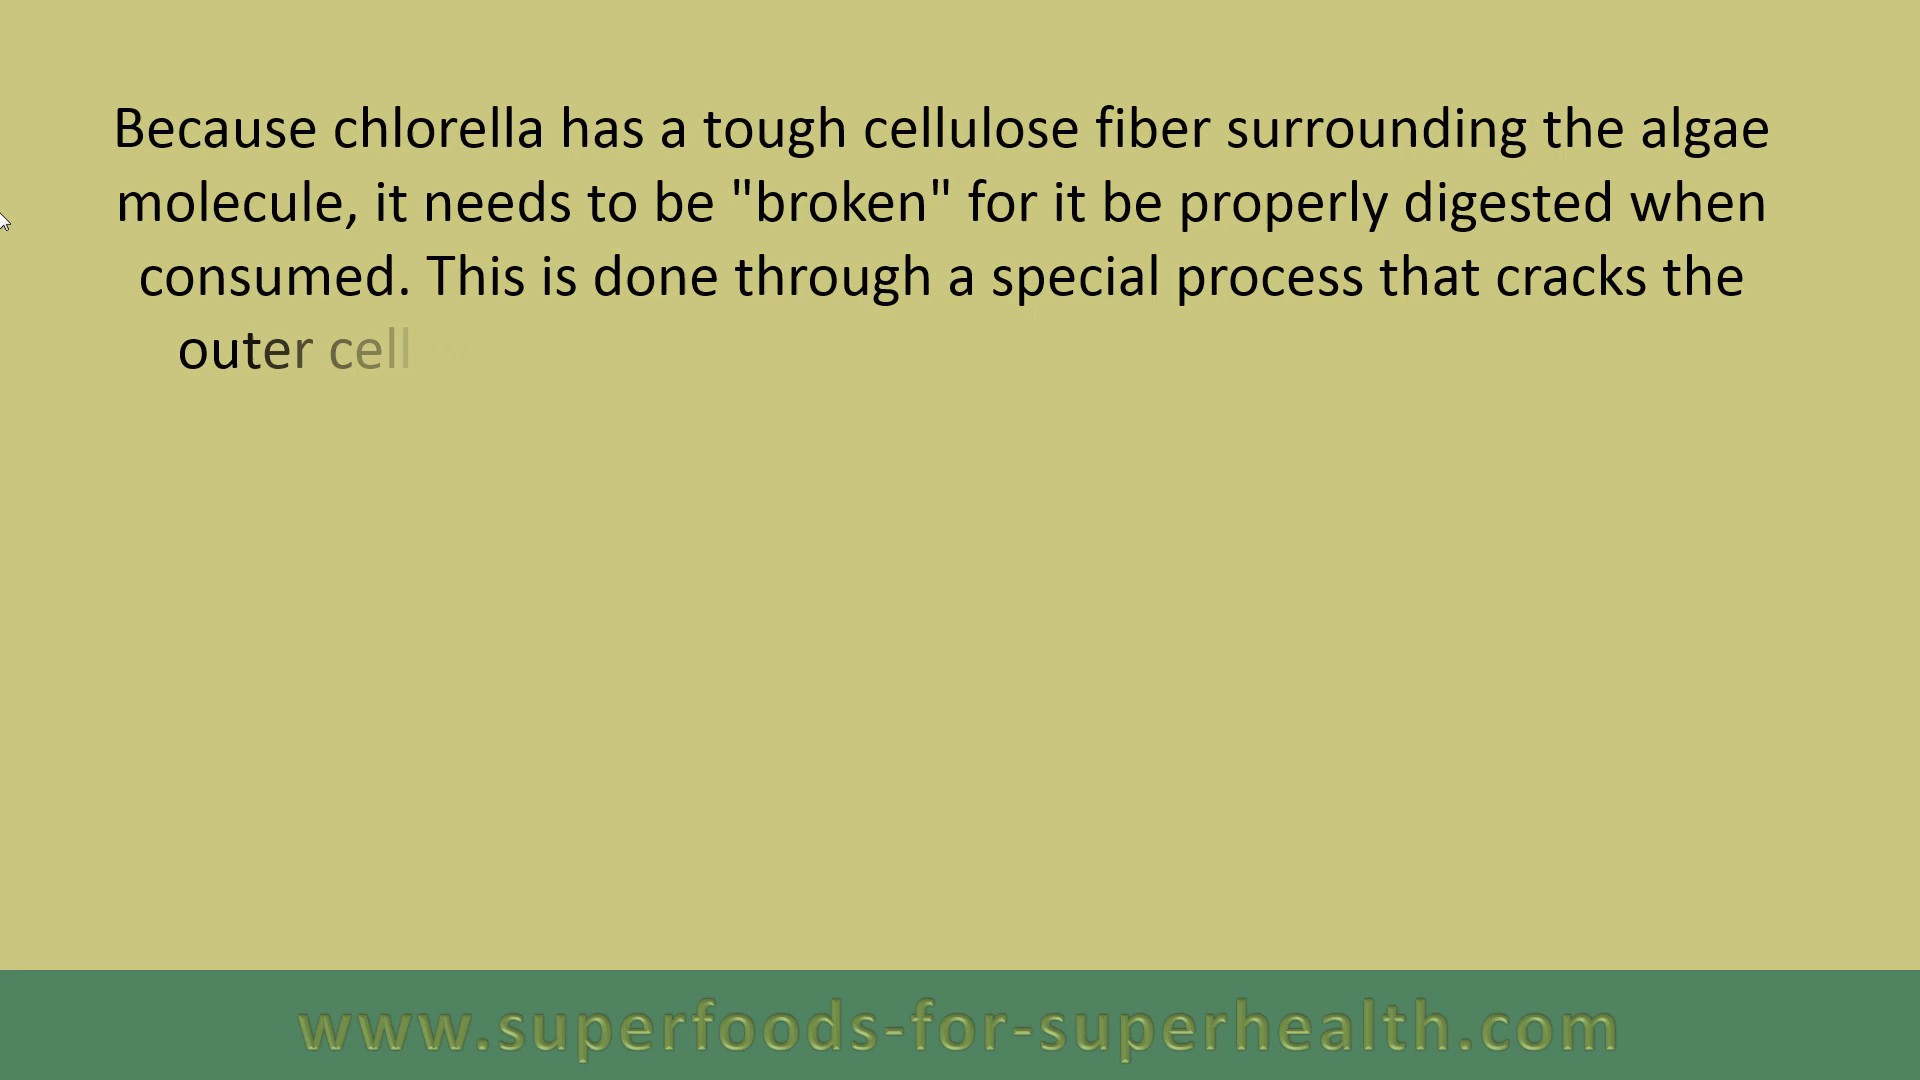 Because chlorella has a tough cellulose fiber surrounding the algae
molecule, it needs to be "broken" for it be properly digested when
consumed. This is done through a special process that cracks the
outer cell
www.superfoods-for-superhealth.com